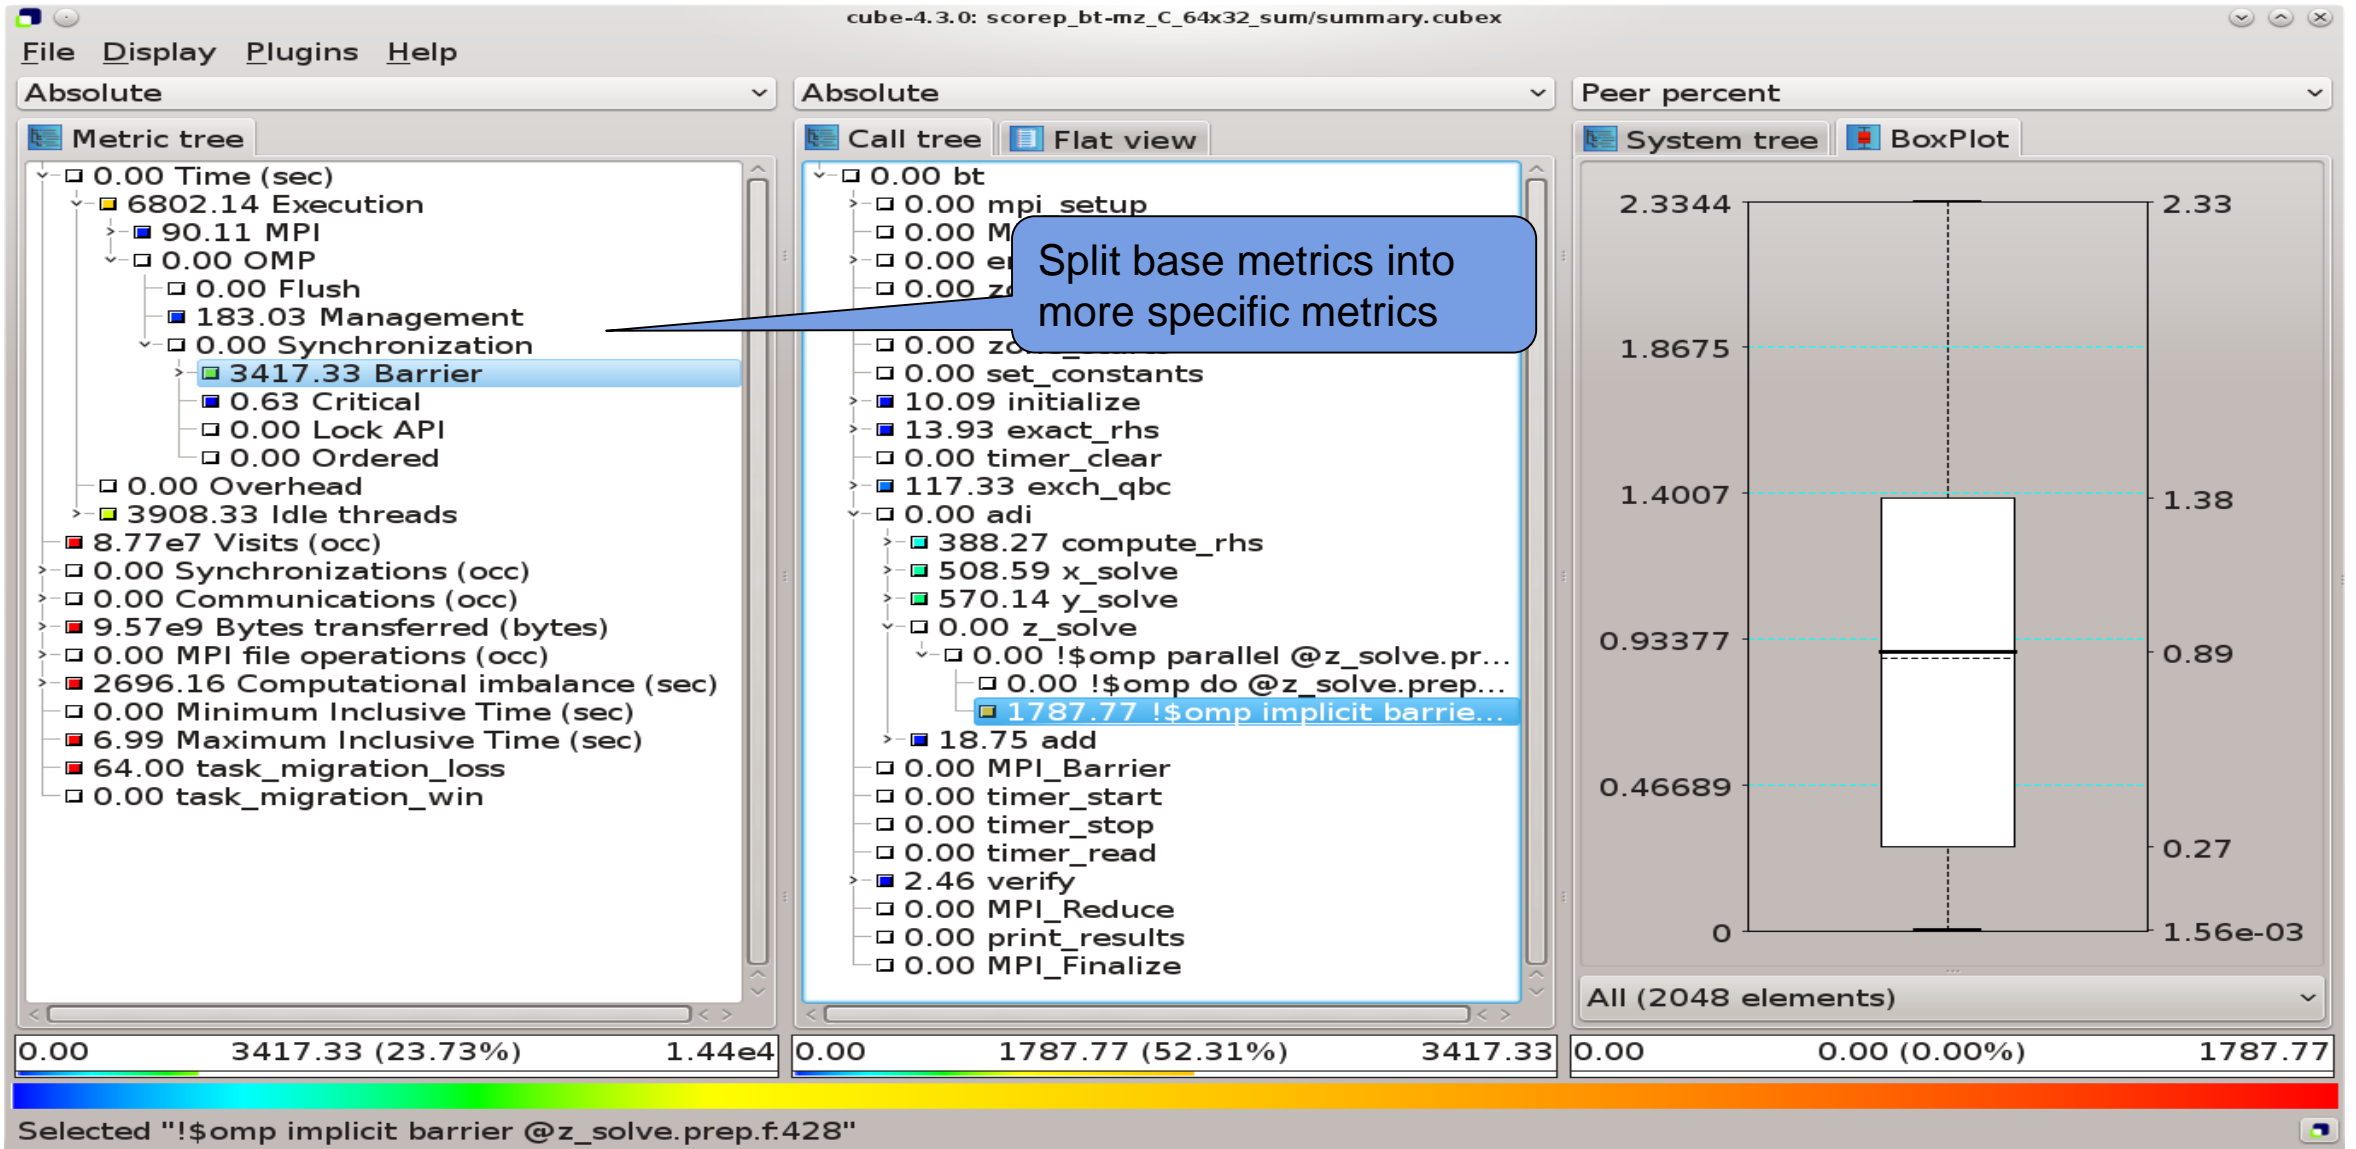 cube-4.3.0: scorep_bt-mz_C_64x32_sum/summary.cubex
File Display Plugins Help
Absolute
Metric tree
0.00 Time (sec)
6802.14 Execution
90.11 MPI
0.00 OMP
0.00 Flush
183.03 Management
0.00 Synchronization
3417.33 Barrier
0.63 Critical
0.00 Lock API
0.00 Ordered
0.00 Overhead
3908.33 Idle threads
8.77e7 Visits (occ)
0.00 Synchronizations (occ)
0.00 Communications (occ)
9.57e9 Bytes transferred (bytes)
0.00 MPI file operations (occ)
2696.16 Computational imbalance (sec)
0.00 Minimum Inclusive Time (sec)
6.99 Maximum Inclusive Time (sec)
64.00 task_migration_loss
0.00 task_migration_win
0.00 3417.33 (23.73%) 1.44e4
Absolute
Call tree Flat view
0.00 bt
0.00 mpi_setup
0.00
0.00
0.00
Split base metrics into
more specific metrics
0.00
0.00 set_constants
10.09 initialize
13.93 exact_rhs
0.00 timer_clear
117.33 exch_qbc
0.00 adi
388.27 compute_rhs
508.59 x_solve
570.14 y_solve
0.00 z_solve
0.00 !$omp parallel @z_solve.pr...
0.00 !$omp do @z_solve.prep...
1787.77 !$omp implicit barrie...
18.75 add
0.00 MPI_Barrier
0.00 timer_start
0.00 timer_stop
0.00 timer_read
2.46 verify
0.00 MPI_Reduce
0.00 print_results
0.00 MPI_Finalize
0.00 1787.77 (52.31%) 3417.33
Peer percent
System tree BoxPlot
2.3344 2.33
1.8675
1.4007 1.38
0.93377 0.89
0.46689
0.27
0 1.56e-03
All (2048 elements)
0.00 0.00 (0.00%) 1787.77
Selected "!$omp implicit barrier @z_solve.prep.f:428"